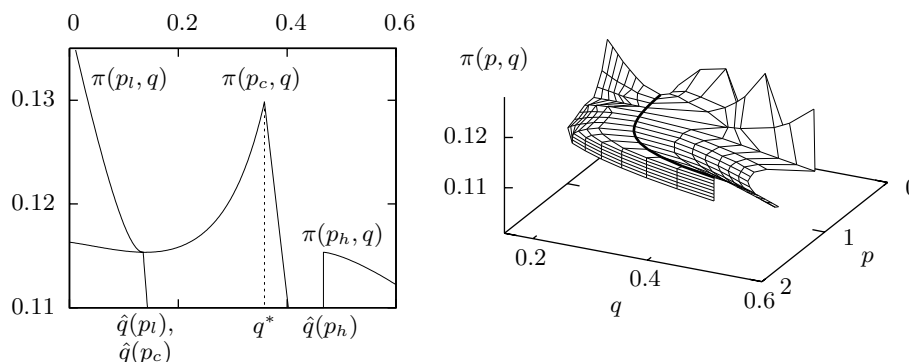 0 0.2 0.4 0.6
π(p_l, q) π(p_c, q)
0.13
0.12
π(p_h, q)
0.11
q̂(p_l), q* q̂(p_h)
q̂(p_c)
π(p, q)
0.12
0.11
0
1
p
0.2
0.4
q
0.6 2